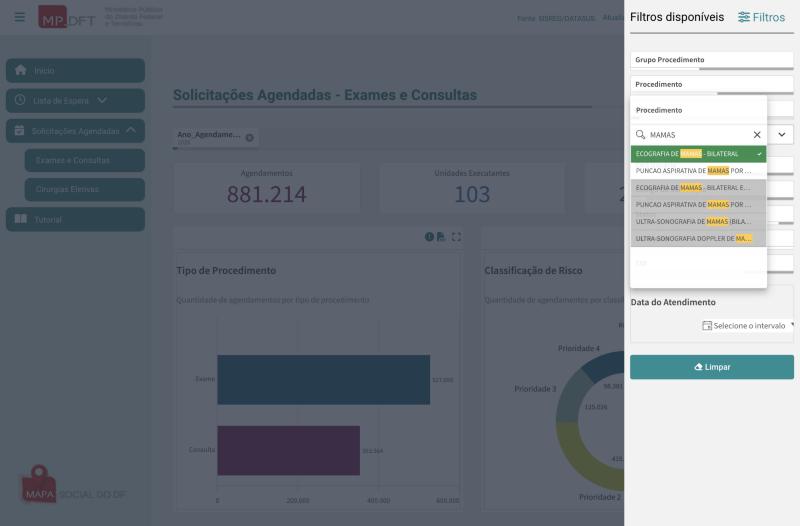 MPDFT
Ministério Público
do Distrito Federal
e Territórios
Fonte: SISREG/DATASUS.
Início
Lista de Espera
Solicitações Agendadas
Exames e Consultas
Cirurgias Eletivas
Tutorial
MAPA SOCIAL DO DF
Solicitações Agendadas - Exames e Consultas
Ano_Agendame...
Agendamentos
881.214
Unidades Executantes
103
Tipo de Procedimento
Quantidade de agendamentos por tipo de procedimento
Exame
Consulta
0
200.000
400.000
600.000
Classificação de Risco
Quantidade de agendamentos por classif
Prioridade 4
Prioridade 3
Prioridade 2
Filtros disponíveis
Filtros
Grupo Procedimento
Procedimento
Procedimento
MAMAS
ECOGRAFIA DE MAMAS - BILATERAL
PUNCAO ASPIRATIVA DE MAMAS POR ...
ECOGRAFIA DE MAMAS - BILATERAL E...
PUNCAO ASPIRATIVA DE MAMAS POR ...
ULTRA-SONOGRAFIA DE MAMAS (BILA...
ULTRA-SONOGRAFIA DOPPLER DE MA...
Data do Atendimento
Selecione o intervalo
Limpar